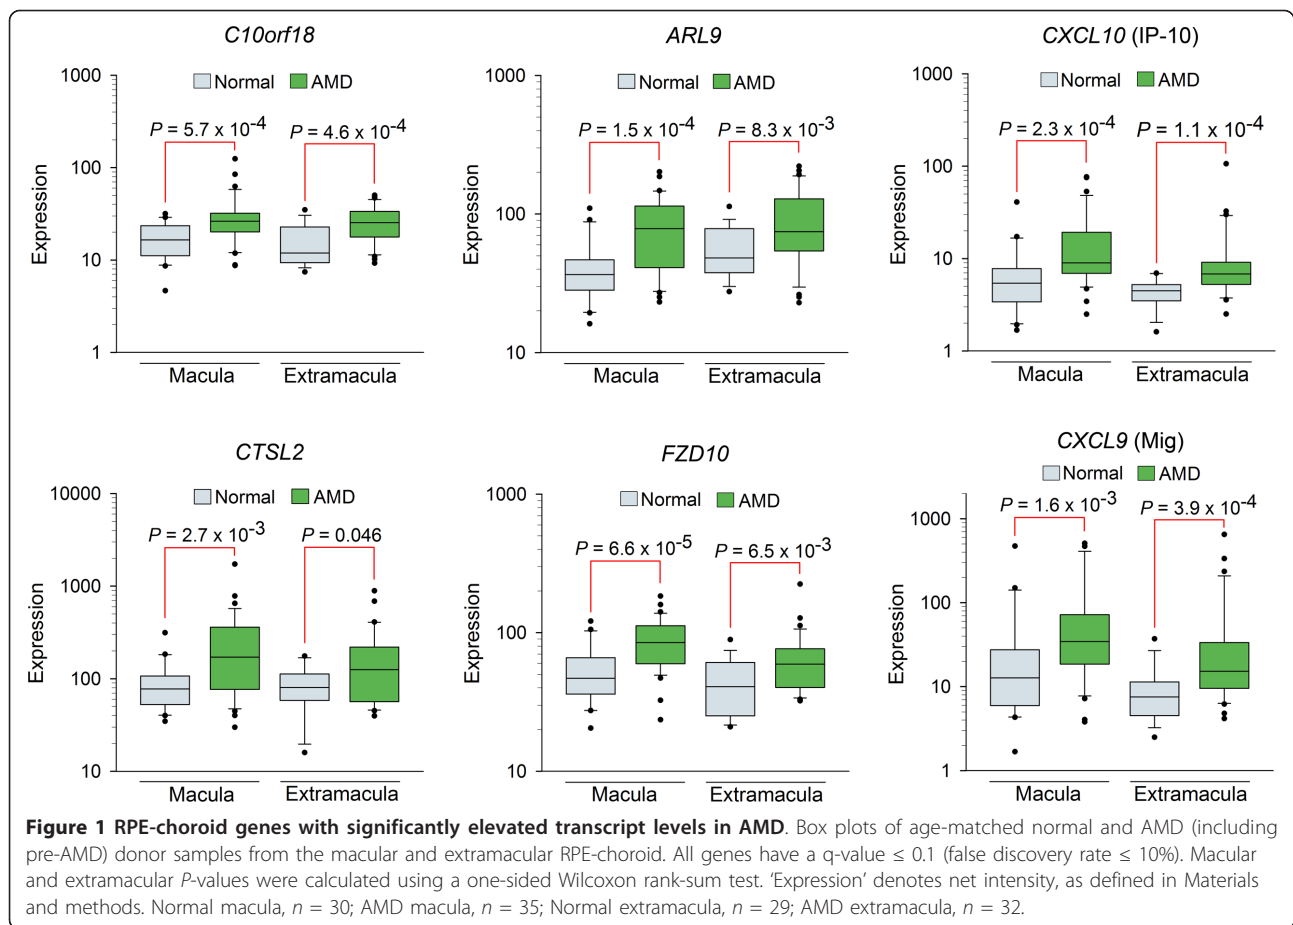 C10orf18
1000
100
10
1
Expression
Normal
AMD
P = 5.7 x 10-4
P = 4.6 x 10-4
Macula
Extramacula
ARL9
1000
100
10
Expression
Normal
AMD
P = 1.5 x 10-4
P = 8.3 x 10-3
Macula
Extramacula
CXCL10 (IP-10)
1000
100
10
1
Expression
Normal
AMD
P = 2.3 x 10-4
P = 1.1 x 10-4
Macula
Extramacula
CTSL2
10000
1000
100
10
Expression
Normal
AMD
P = 2.7 x 10-3
P = 0.046
Macula
Extramacula
FZD10
1000
100
10
Expression
Normal
AMD
P = 6.6 x 10-5
P = 6.5 x 10-3
Macula
Extramacula
CXCL9 (Mig)
1000
100
10
1
Expression
Normal
AMD
P = 1.6 x 10-3
P = 3.9 x 10-4
Macula
Extramacula
Figure 1 RPE-choroid genes with significantly elevated transcript levels in AMD. Box plots of age-matched normal and AMD (including
pre-AMD) donor samples from the macular and extramacular RPE-choroid. All genes have a q-value ≤ 0.1 (false discovery rate ≤ 10%). Macular
and extramacular P-values were calculated using a one-sided Wilcoxon rank-sum test. ‘Expression’ denotes net intensity, as defined in Materials
and methods. Normal macula, n = 30; AMD macula, n = 35; Normal extramacula, n = 29; AMD extramacula, n = 32.